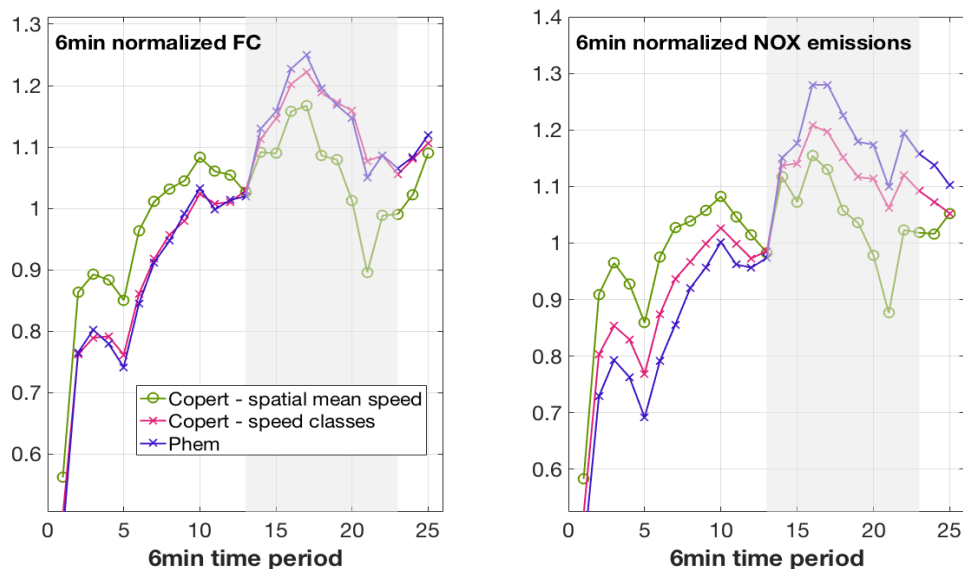 6min normalized FC
1.3
1.2
1.1
1
0.9
0.8
0.7
0.6
Copert - spatial mean speed
Copert - speed classes
Phem
0 5 10 15 20 25
6min time period
6min normalized NOX emissions
1.4
1.3
1.2
1.1
1
0.9
0.8
0.7
0.6
0 5 10 15 20 25
6min time period